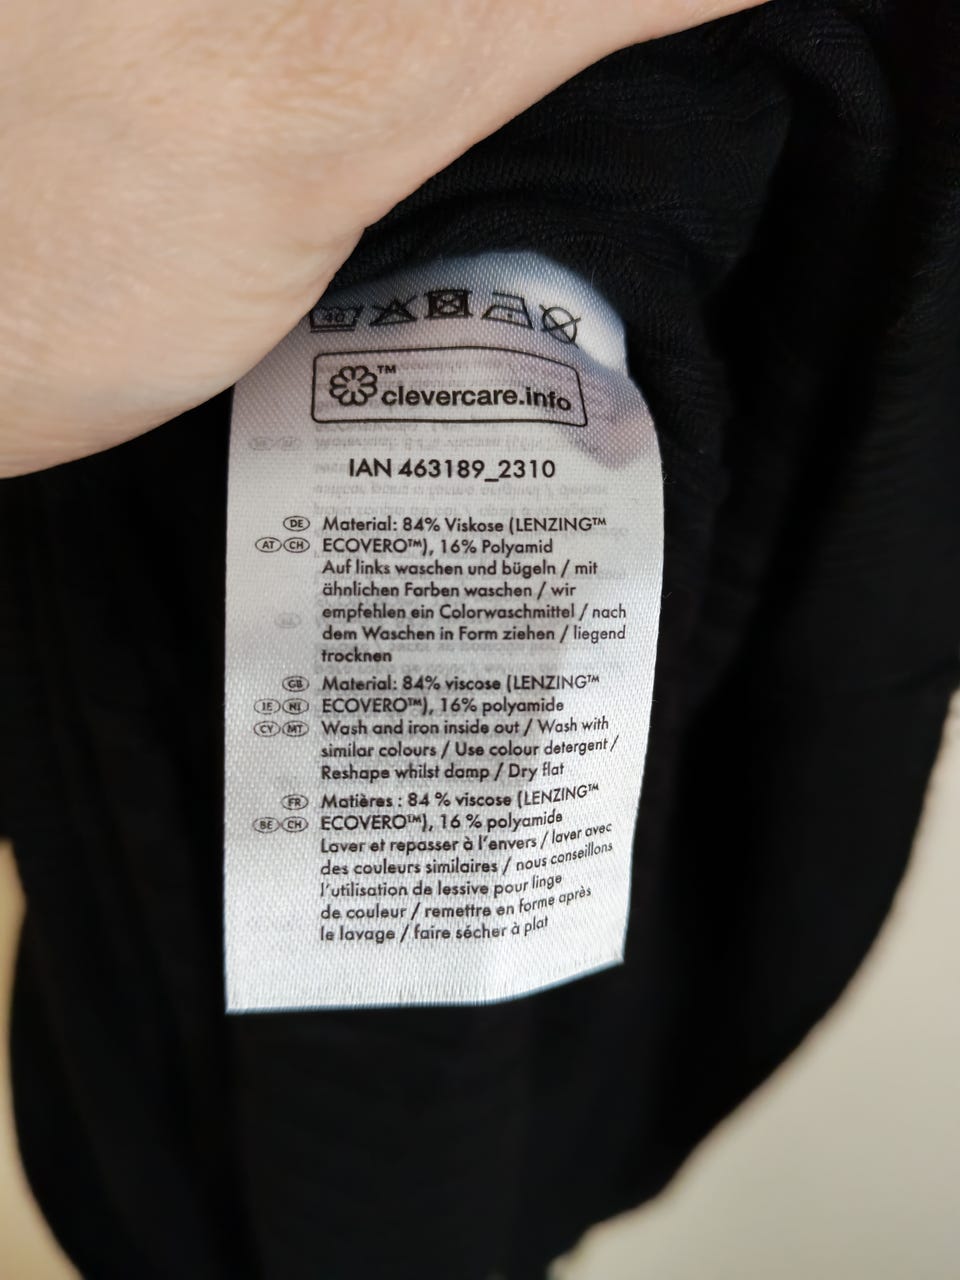 40
clevercare.info™
IAN 463189_2310
DE Material: 84% Viskose (LENZING™
AT CH ECOVERO™), 16% Polyamid
Auf links waschen und bügeln / mit
ähnlichen Farben waschen / wir
empfehlen ein Colorwaschmittel / nach
dem Waschen in Form ziehen / liegend
trocknen
GB Material: 84% viscose (LENZING™
IE NI ECOVERO™), 16% polyamide
CY MT Wash and iron inside out / Wash with
similar colours / Use colour detergent /
Reshape whilst damp / Dry flat
FR Matières : 84 % viscose (LENZING™
BE CH ECOVERO™), 16 % polyamide
Laver et repasser à l'envers / laver avec
des couleurs similaires / nous conseillons
l'utilisation de lessive pour linge
de couleur / remettre en forme après
le lavage / faire sécher à plat